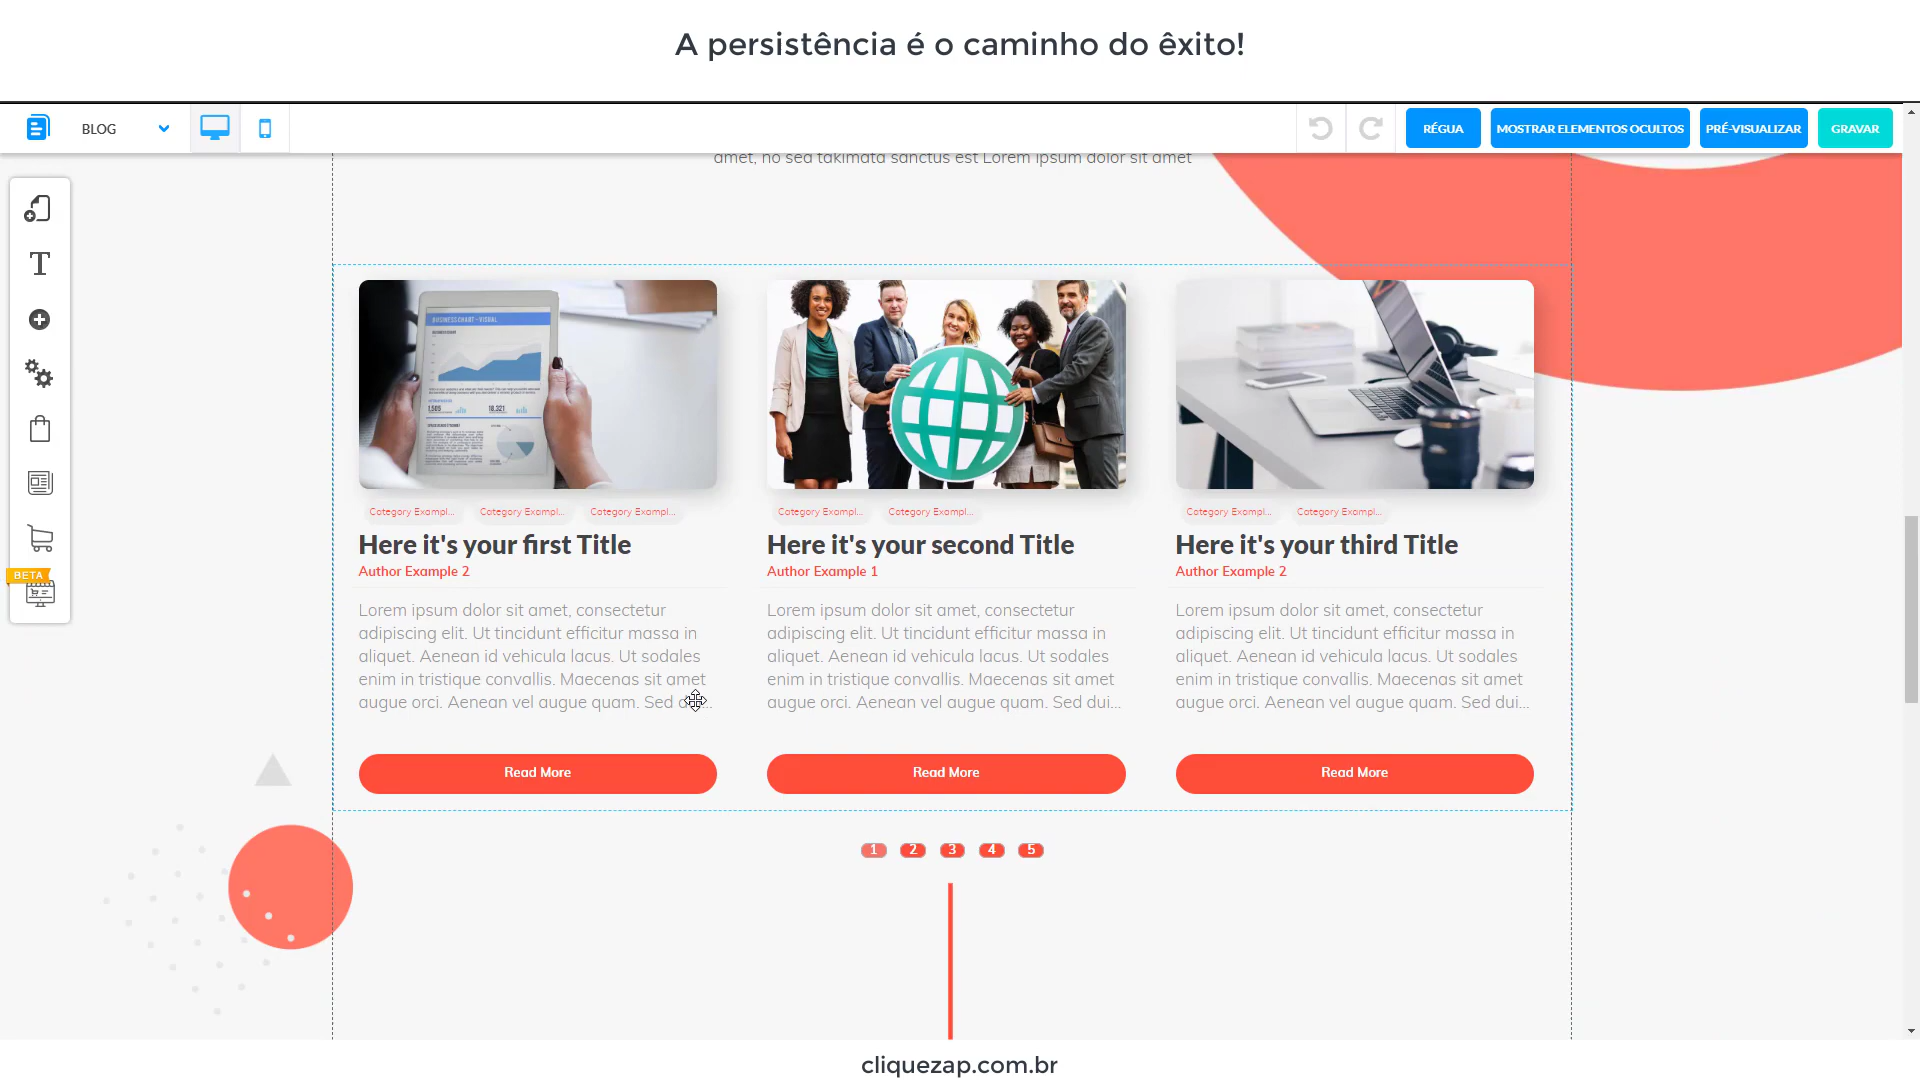 A persistência é o caminho do êxito!
BLOG
RÉGUA
MOSTRAR ELEMENTOS OCULTOS
PRÉ-VISUALIZAR
GRAVAR
amet, no sea takimata sanctus est Lorem ipsum dolor sit amet
BETA
BUSINESS CHART - VISUAL
1,505
18,321
Category Exampl...
Category Exampl...
Category Exampl...
Here it's your first Title
Author Example 2
Lorem ipsum dolor sit amet, consectetur
adipiscing elit. Ut tincidunt efficitur massa in
aliquet. Aenean id vehicula lacus. Ut sodales
enim in tristique convallis. Maecenas sit amet
augue orci. Aenean vel augue quam. Sed
Read More
Category Exampl...
Category Exampl...
Here it's your second Title
Author Example 1
Lorem ipsum dolor sit amet, consectetur
adipiscing elit. Ut tincidunt efficitur massa in
aliquet. Aenean id vehicula lacus. Ut sodales
enim in tristique convallis. Maecenas sit amet
augue orci. Aenean vel augue quam. Sed dui...
Read More
Category Exampl...
Category Exampl...
Here it's your third Title
Author Example 2
Lorem ipsum dolor sit amet, consectetur
adipiscing elit. Ut tincidunt efficitur massa in
aliquet. Aenean id vehicula lacus. Ut sodales
enim in tristique convallis. Maecenas sit amet
augue orci. Aenean vel augue quam. Sed dui...
Read More
1 2 3 4 5
cliquezap.com.br